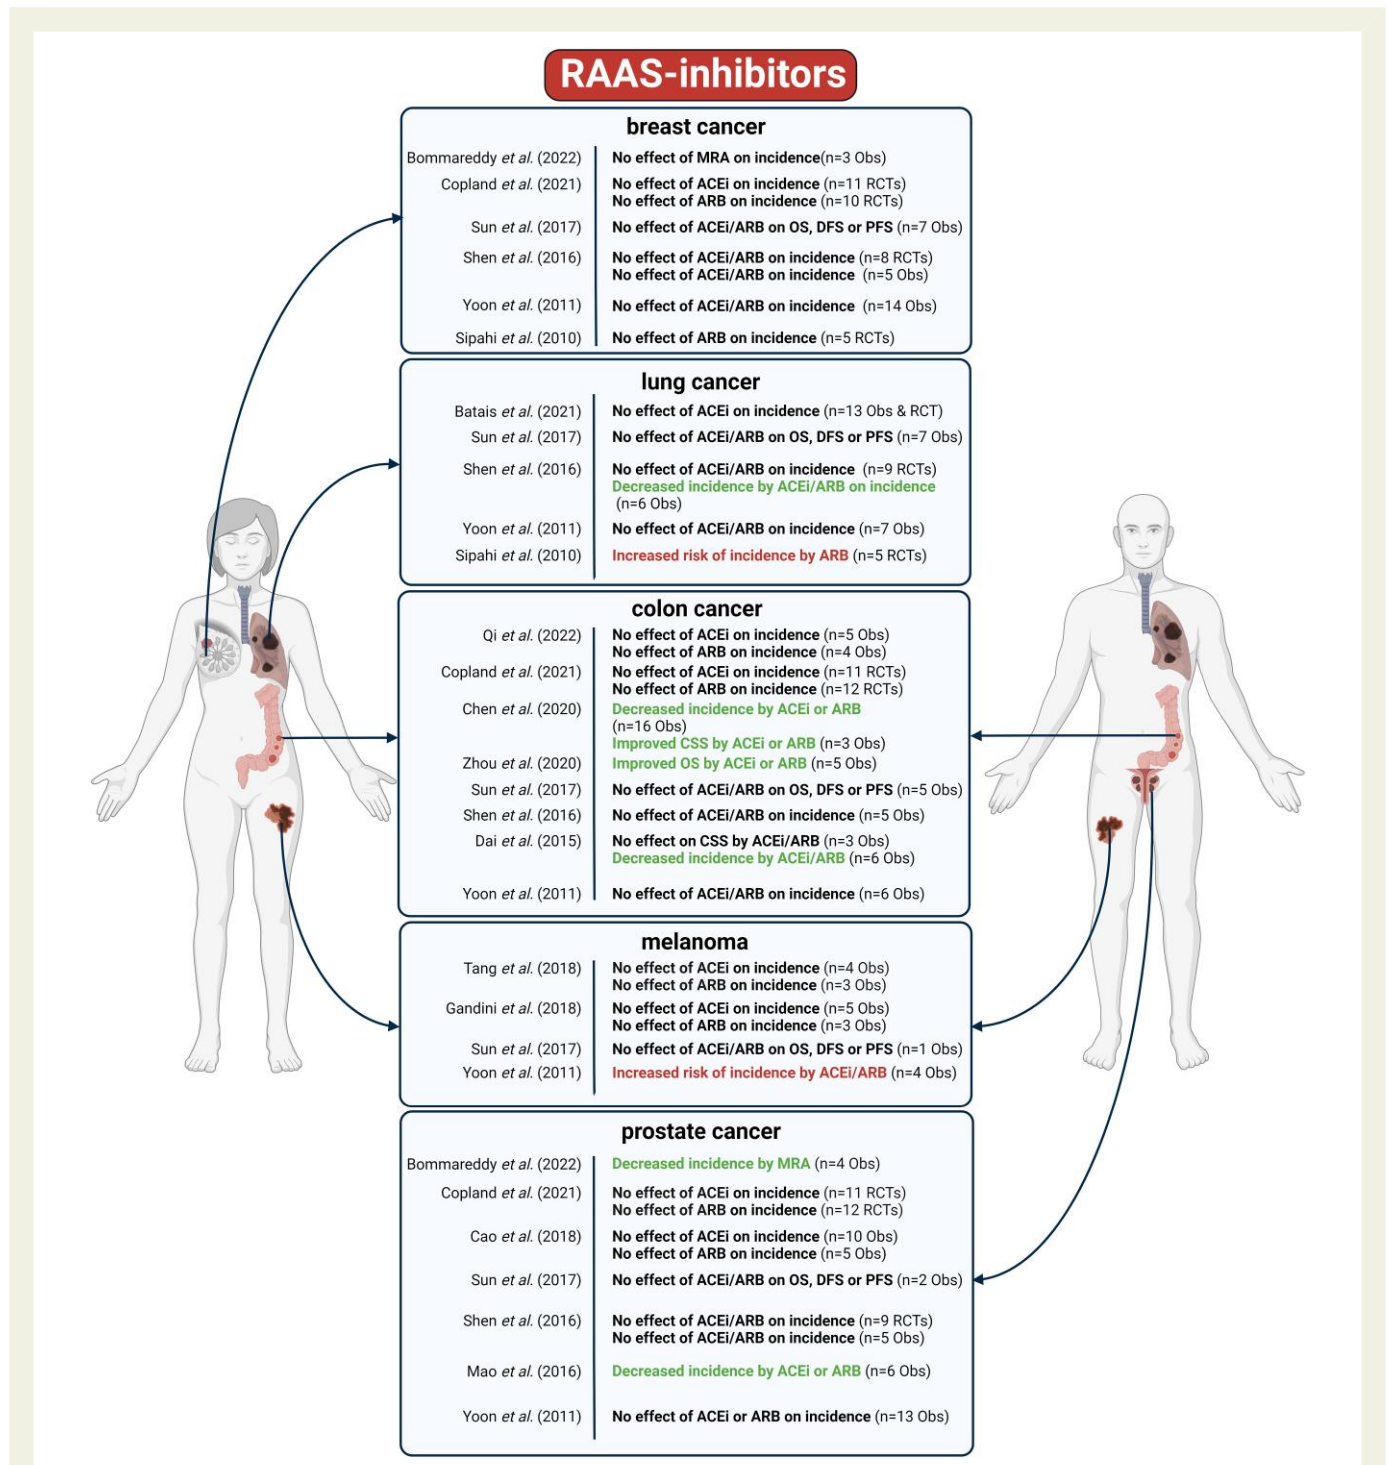 RAAS-inhibitors
breast cancer
Bommareddy et al. (2022) No effect of MRA on incidence(n=3 Obs)
Copland et al. (2021) No effect of ACEi on incidence (n=11 RCTs)
No effect of ARB on incidence (n=10 RCTs)
Sun et al. (2017) No effect of ACEi/ARB on OS, DFS or PFS (n=7 Obs)
Shen et al. (2016) No effect of ACEi/ARB on incidence (n=8 RCTs)
No effect of ACEi/ARB on incidence (n=5 Obs)
Yoon et al. (2011) No effect of ACEi/ARB on incidence (n=14 Obs)
Sipahi et al. (2010) No effect of ARB on incidence (n=5 RCTs)
lung cancer
Batais et al. (2021) No effect of ACEi on incidence (n=13 Obs & RCT)
Sun et al. (2017) No effect of ACEi/ARB on OS, DFS or PFS (n=7 Obs)
Shen et al. (2016) No effect of ACEi/ARB on incidence (n=9 RCTs)
Decreased incidence by ACEi/ARB on incidence
(n=6 Obs)
Yoon et al. (2011) No effect of ACEi/ARB on incidence (n=7 Obs)
Sipahi et al. (2010) Increased risk of incidence by ARB (n=5 RCTs)
colon cancer
Qi et al. (2022) No effect of ACEi on incidence (n=5 Obs)
No effect of ARB on incidence (n=4 Obs)
Copland et al. (2021) No effect of ACEi on incidence (n=11 RCTs)
No effect of ARB on incidence (n=12 RCTs)
Chen et al. (2020) Decreased incidence by ACEi or ARB
(n=16 Obs)
Improved CSS by ACEi or ARB (n=3 Obs)
Zhou et al. (2020) Improved OS by ACEi or ARB (n=5 Obs)
Sun et al. (2017) No effect of ACEi/ARB on OS, DFS or PFS (n=5 Obs)
Shen et al. (2016) No effect of ACEi/ARB on incidence (n=5 Obs)
Dai et al. (2015) No effect on CSS by ACEi/ARB (n=3 Obs)
Decreased incidence by ACEi/ARB (n=6 Obs)
Yoon et al. (2011) No effect of ACEi/ARB on incidence (n=6 Obs)
melanoma
Tang et al. (2018) No effect of ACEi on incidence (n=4 Obs)
No effect of ARB on incidence (n=3 Obs)
Gandini et al. (2018) No effect of ACEi on incidence (n=5 Obs)
No effect of ARB on incidence (n=3 Obs)
Sun et al. (2017) No effect of ACEi/ARB on OS, DFS or PFS (n=1 Obs)
Yoon et al. (2011) Increased risk of incidence by ACEi/ARB (n=4 Obs)
prostate cancer
Bommareddy et al. (2022) Decreased incidence by MRA (n=4 Obs)
Copland et al. (2021) No effect of ACEi on incidence (n=11 RCTs)
No effect of ARB on incidence (n=12 RCTs)
Cao et al. (2018) No effect of ACEi on incidence (n=10 Obs)
No effect of ARB on incidence (n=5 Obs)
Sun et al. (2017) No effect of ACEi/ARB on OS, DFS or PFS (n=2 Obs)
Shen et al. (2016) No effect of ACEi/ARB on incidence (n=9 RCTs)
No effect of ACEi/ARB on incidence (n=5 Obs)
Mao et al. (2016) Decreased incidence by ACEi or ARB (n=6 Obs)
Yoon et al. (2011) No effect of ACEi or ARB on incidence (n=13 Obs)